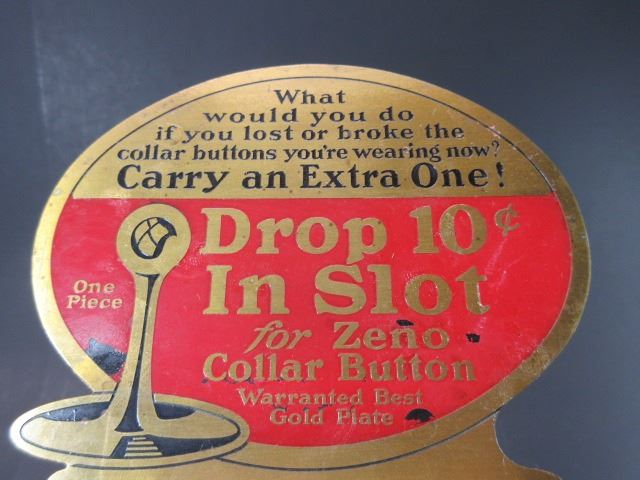 What
would you do
if you lost or broke the
collar buttons you're wearing now?
Carry an Extra One!
Drop 10¢
In Slot
for Zeno
Collar Button
Warranted Best
Gold Plate
One
Piece